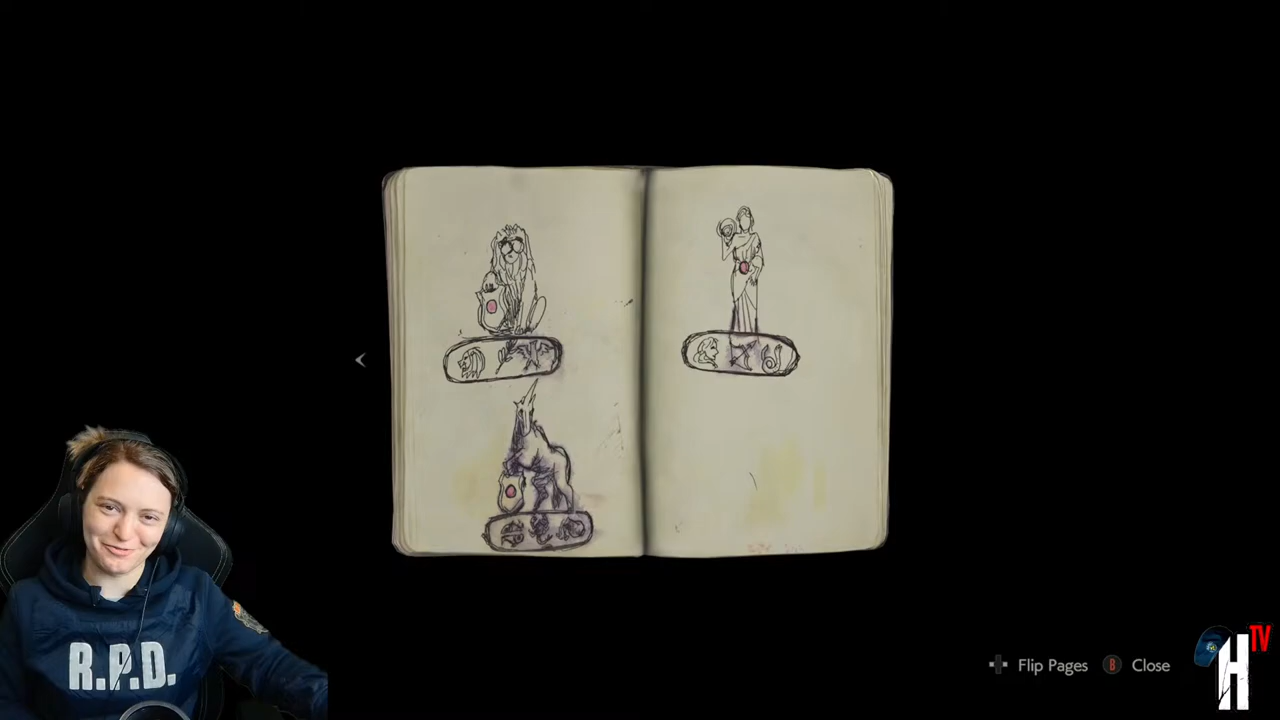 R.P.D.
Flip Pages
B
Close
H
TV